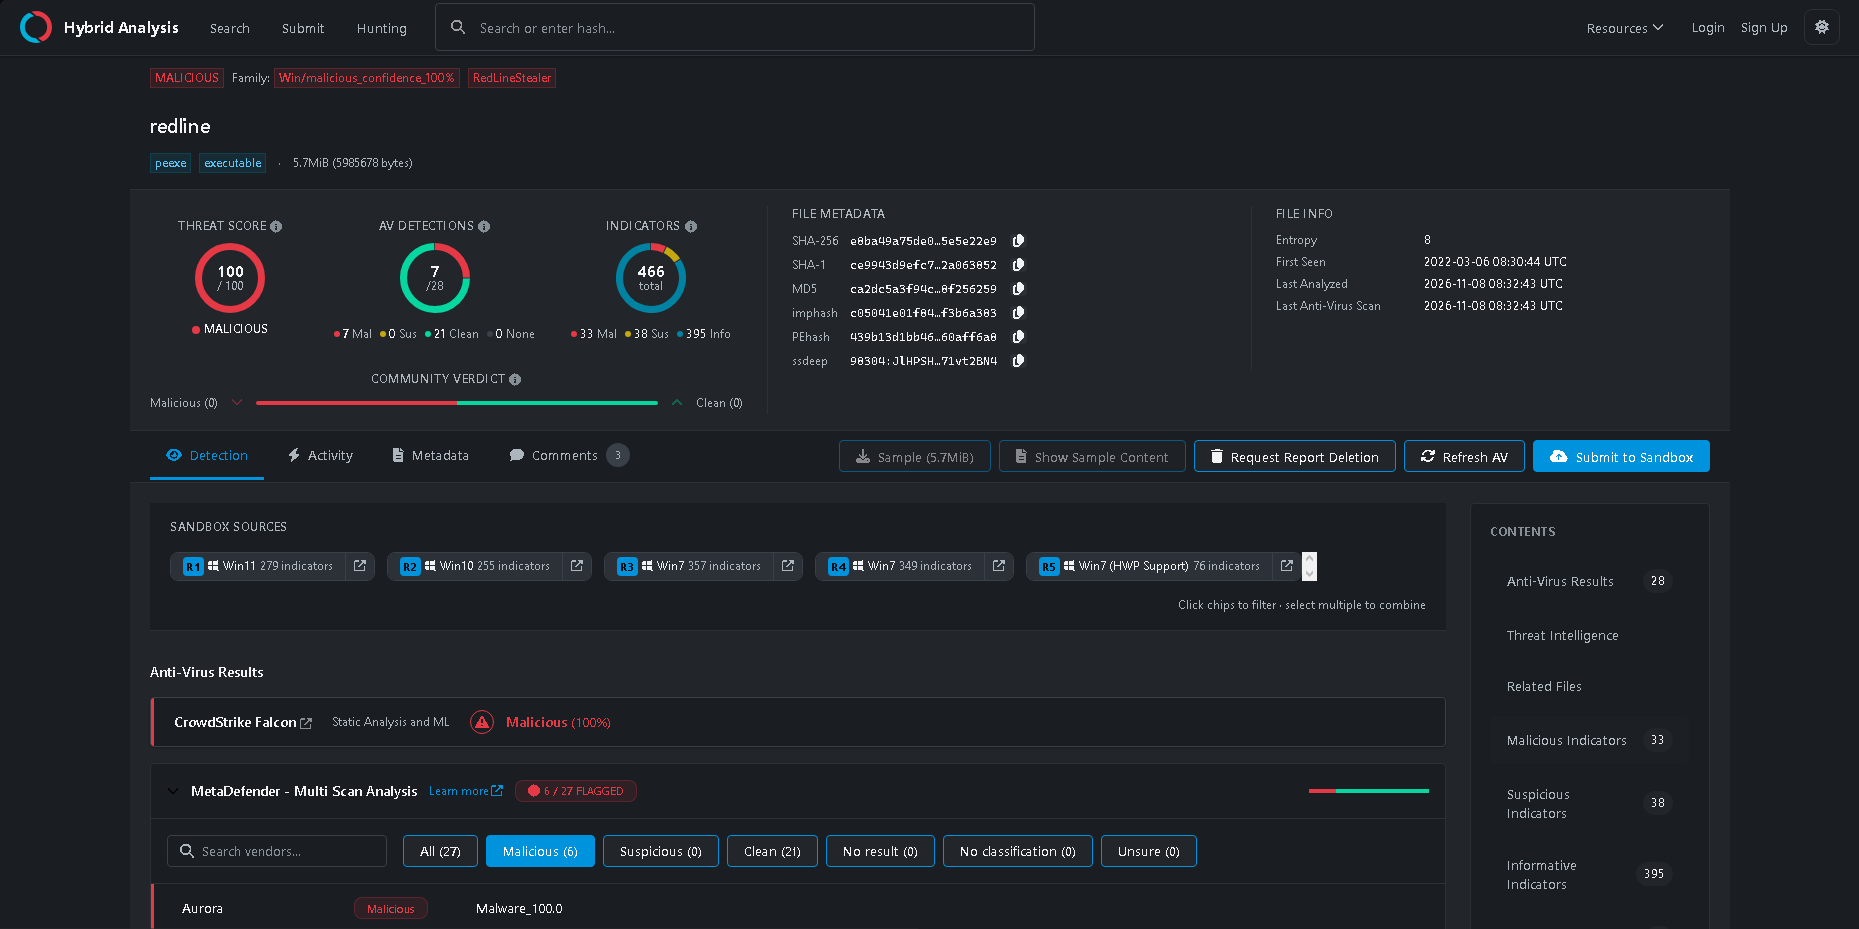 Hybrid Analysis Search Submit Hunting Search or enter hash... Resources Login Sign Up
MALICIOUS Family: Win/malicious_confidence_100% RedLineStealer
redline
peexe executable · 5.7MiB (5985678 bytes)
THREAT SCORE
100
/ 100
MALICIOUS
AV DETECTIONS
7
/28
7 Mal 0 Sus 21 Clean 0 None
INDICATORS
466
total
33 Mal 38 Sus 395 Info
COMMUNITY VERDICT
Malicious (0) Clean (0)
FILE METADATA
SHA-256 e0ba49a75de0…5e5e22e9
SHA-1 ce9943d9efc7…2a063052
MD5 ca2dc5a3f94c…0f256259
imphash c05041e01f84…f3b6a303
PEhash 439b13d1bb46…60aff6a0
ssdeep 98304:JlHPSH…71vt2BN4
FILE INFO
Entropy 8
First Seen 2022-03-06 08:30:44 UTC
Last Analyzed 2026-11-08 08:32:43 UTC
Last Anti-Virus Scan 2026-11-08 08:32:43 UTC
Detection Activity Metadata Comments 3
Sample (5.7MiB) Show Sample Content Request Report Deletion Refresh AV Submit to Sandbox
SANDBOX SOURCES
R1 Win11 279 indicators R2 Win10 255 indicators R3 Win7 357 indicators R4 Win7 349 indicators R5 Win7 (HWP Support) 76 indicators
Click chips to filter · select multiple to combine
Anti-Virus Results
CrowdStrike Falcon Static Analysis and ML Malicious (100%)
MetaDefender - Multi Scan Analysis Learn more 6 / 27 FLAGGED
Search vendors... All (27) Malicious (6) Suspicious (0) Clean (21) No result (0) No classification (0) Unsure (0)
Aurora Malicious Malware_100.0
CONTENTS
Anti-Virus Results 28
Threat Intelligence
Related Files
Malicious Indicators 33
Suspicious
Indicators 38
Informative
Indicators 395